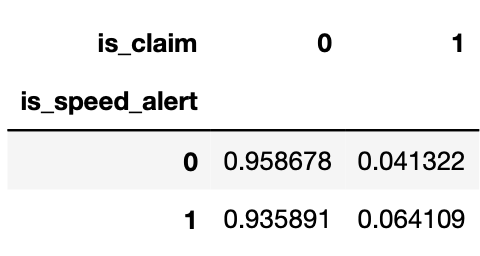 is_claim 0 1
is_speed_alert
0 0.958678 0.041322
1 0.935891 0.064109